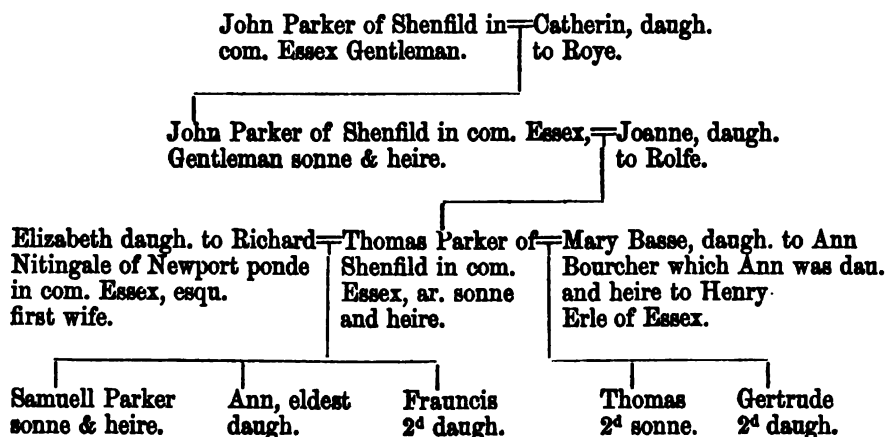 John Parker of Shenfild in
com. Essex Gentleman.
Catherin, daugh.
to Roye.
John Parker of Shenfild in com. Essex,
Gentleman sonne & heire.
Joanne, daugh.
to Rolfe.
Elizabeth daugh. to Richard
Nitingale of Newport ponde
in com. Essex, esqu.
first wife.
Thomas Parker of
Shenfild in com.
Essex, ar. sonne
and heire.
Mary Basse, daugh. to Ann
Bourcher which Ann was dau.
and heire to Henry
Erle of Essex.
Samuell Parker
sonne & heire.
Ann, eldest
daugh.
Frauncis
2d daugh.
Thomas
2d sonne.
Gertrude
2d daugh.